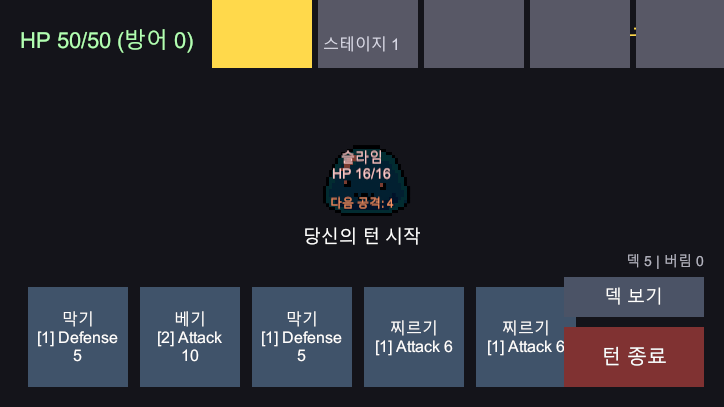 HP 50/50 (방어 0)
스테이지 1
슬라임
HP 16/16
다음 공격: 4
당신의 턴 시작
덱 5 | 버림 0
덱 보기
턴 종료
막기
[1] Defense
5
베기
[2] Attack
10
막기
[1] Defense
5
찌르기
[1] Attack 6
찌르기
[1] Attack 6